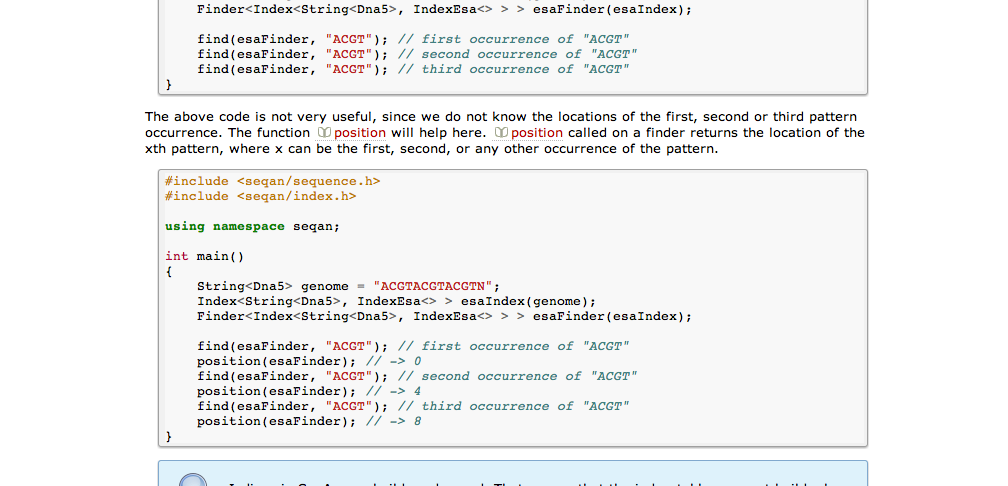 Finder<Index<String<Dna5>, IndexEsa<> > > esaFinder(esaIndex);
find(esaFinder, "ACGT"); // first occurrence of "ACGT"
find(esaFinder, "ACGT"); // second occurrence of "ACGT"
find(esaFinder, "ACGT"); // third occurrence of "ACGT"
}
The above code is not very useful, since we do not know the locations of the first, second or third pattern
occurrence. The function position will help here. position called on a finder returns the location of the
xth pattern, where x can be the first, second, or any other occurrence of the pattern.
#include <seqan/sequence.h>
#include <seqan/index.h>
using namespace seqan;
int main()
{
String<Dna5> genome = "ACGTACGTACGTN";
Index<String<Dna5>, IndexEsa<> > esaIndex(genome);
Finder<Index<String<Dna5>, IndexEsa<> > > esaFinder(esaIndex);
find(esaFinder, "ACGT"); // first occurrence of "ACGT"
position(esaFinder); // -> 0
find(esaFinder, "ACGT"); // second occurrence of "ACGT"
position(esaFinder); // -> 4
find(esaFinder, "ACGT"); // third occurrence of "ACGT"
position(esaFinder); // -> 8
}